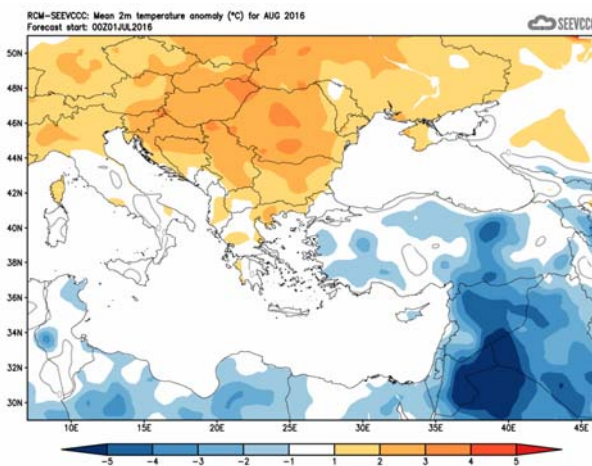 RCM-SEEVCCC: Mean 2m temperature anomaly (°C) for AUG 2016
Forecast start: 00Z01JUL2016
SEEVCCC
50N
48N
46N
44N
42N
40N
38N
36N
34N
32N
30N
10E 15E 20E 25E 30E 35E 40E 45E
-5 -4 -3 -2 -1 1 2 3 4 5